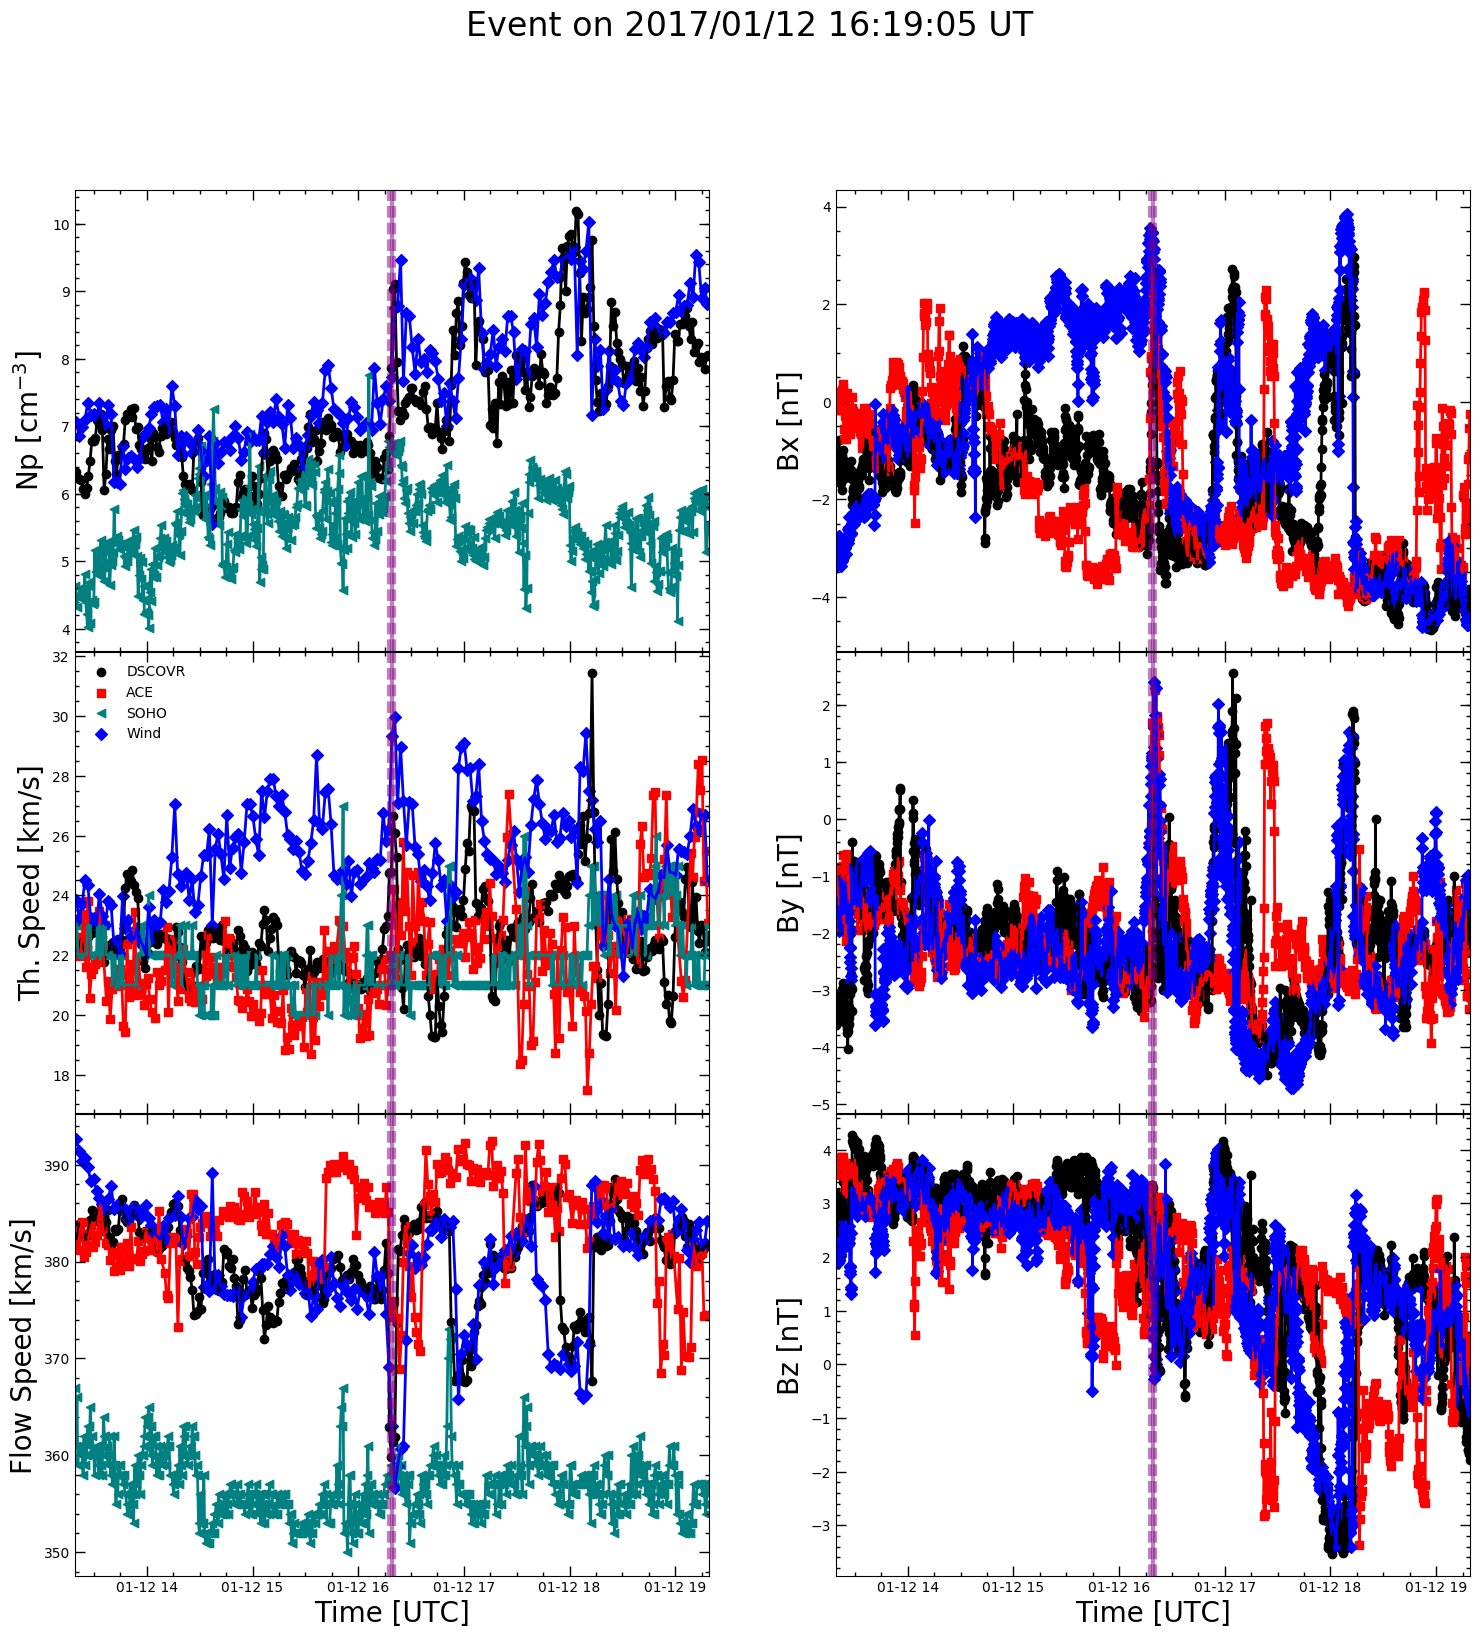 Event on 2017/01/12 16:19:05 UT
Np [cm⁻³]
10
9
8
7
6
5
4
Th. Speed [km/s]
32
30
28
26
24
22
20
18
DSCOVR
ACE
SOHO
Wind
Flow Speed [km/s]
390
380
370
360
350
01-12 14 01-12 15 01-12 16 01-12 17 01-12 18 01-12 19
Time [UTC]
Bx [nT]
4
2
0
−2
−4
By [nT]
2
1
0
−1
−2
−3
−4
−5
Bz [nT]
4
3
2
1
0
−1
−2
−3
01-12 14 01-12 15 01-12 16 01-12 17 01-12 18 01-12 19
Time [UTC]